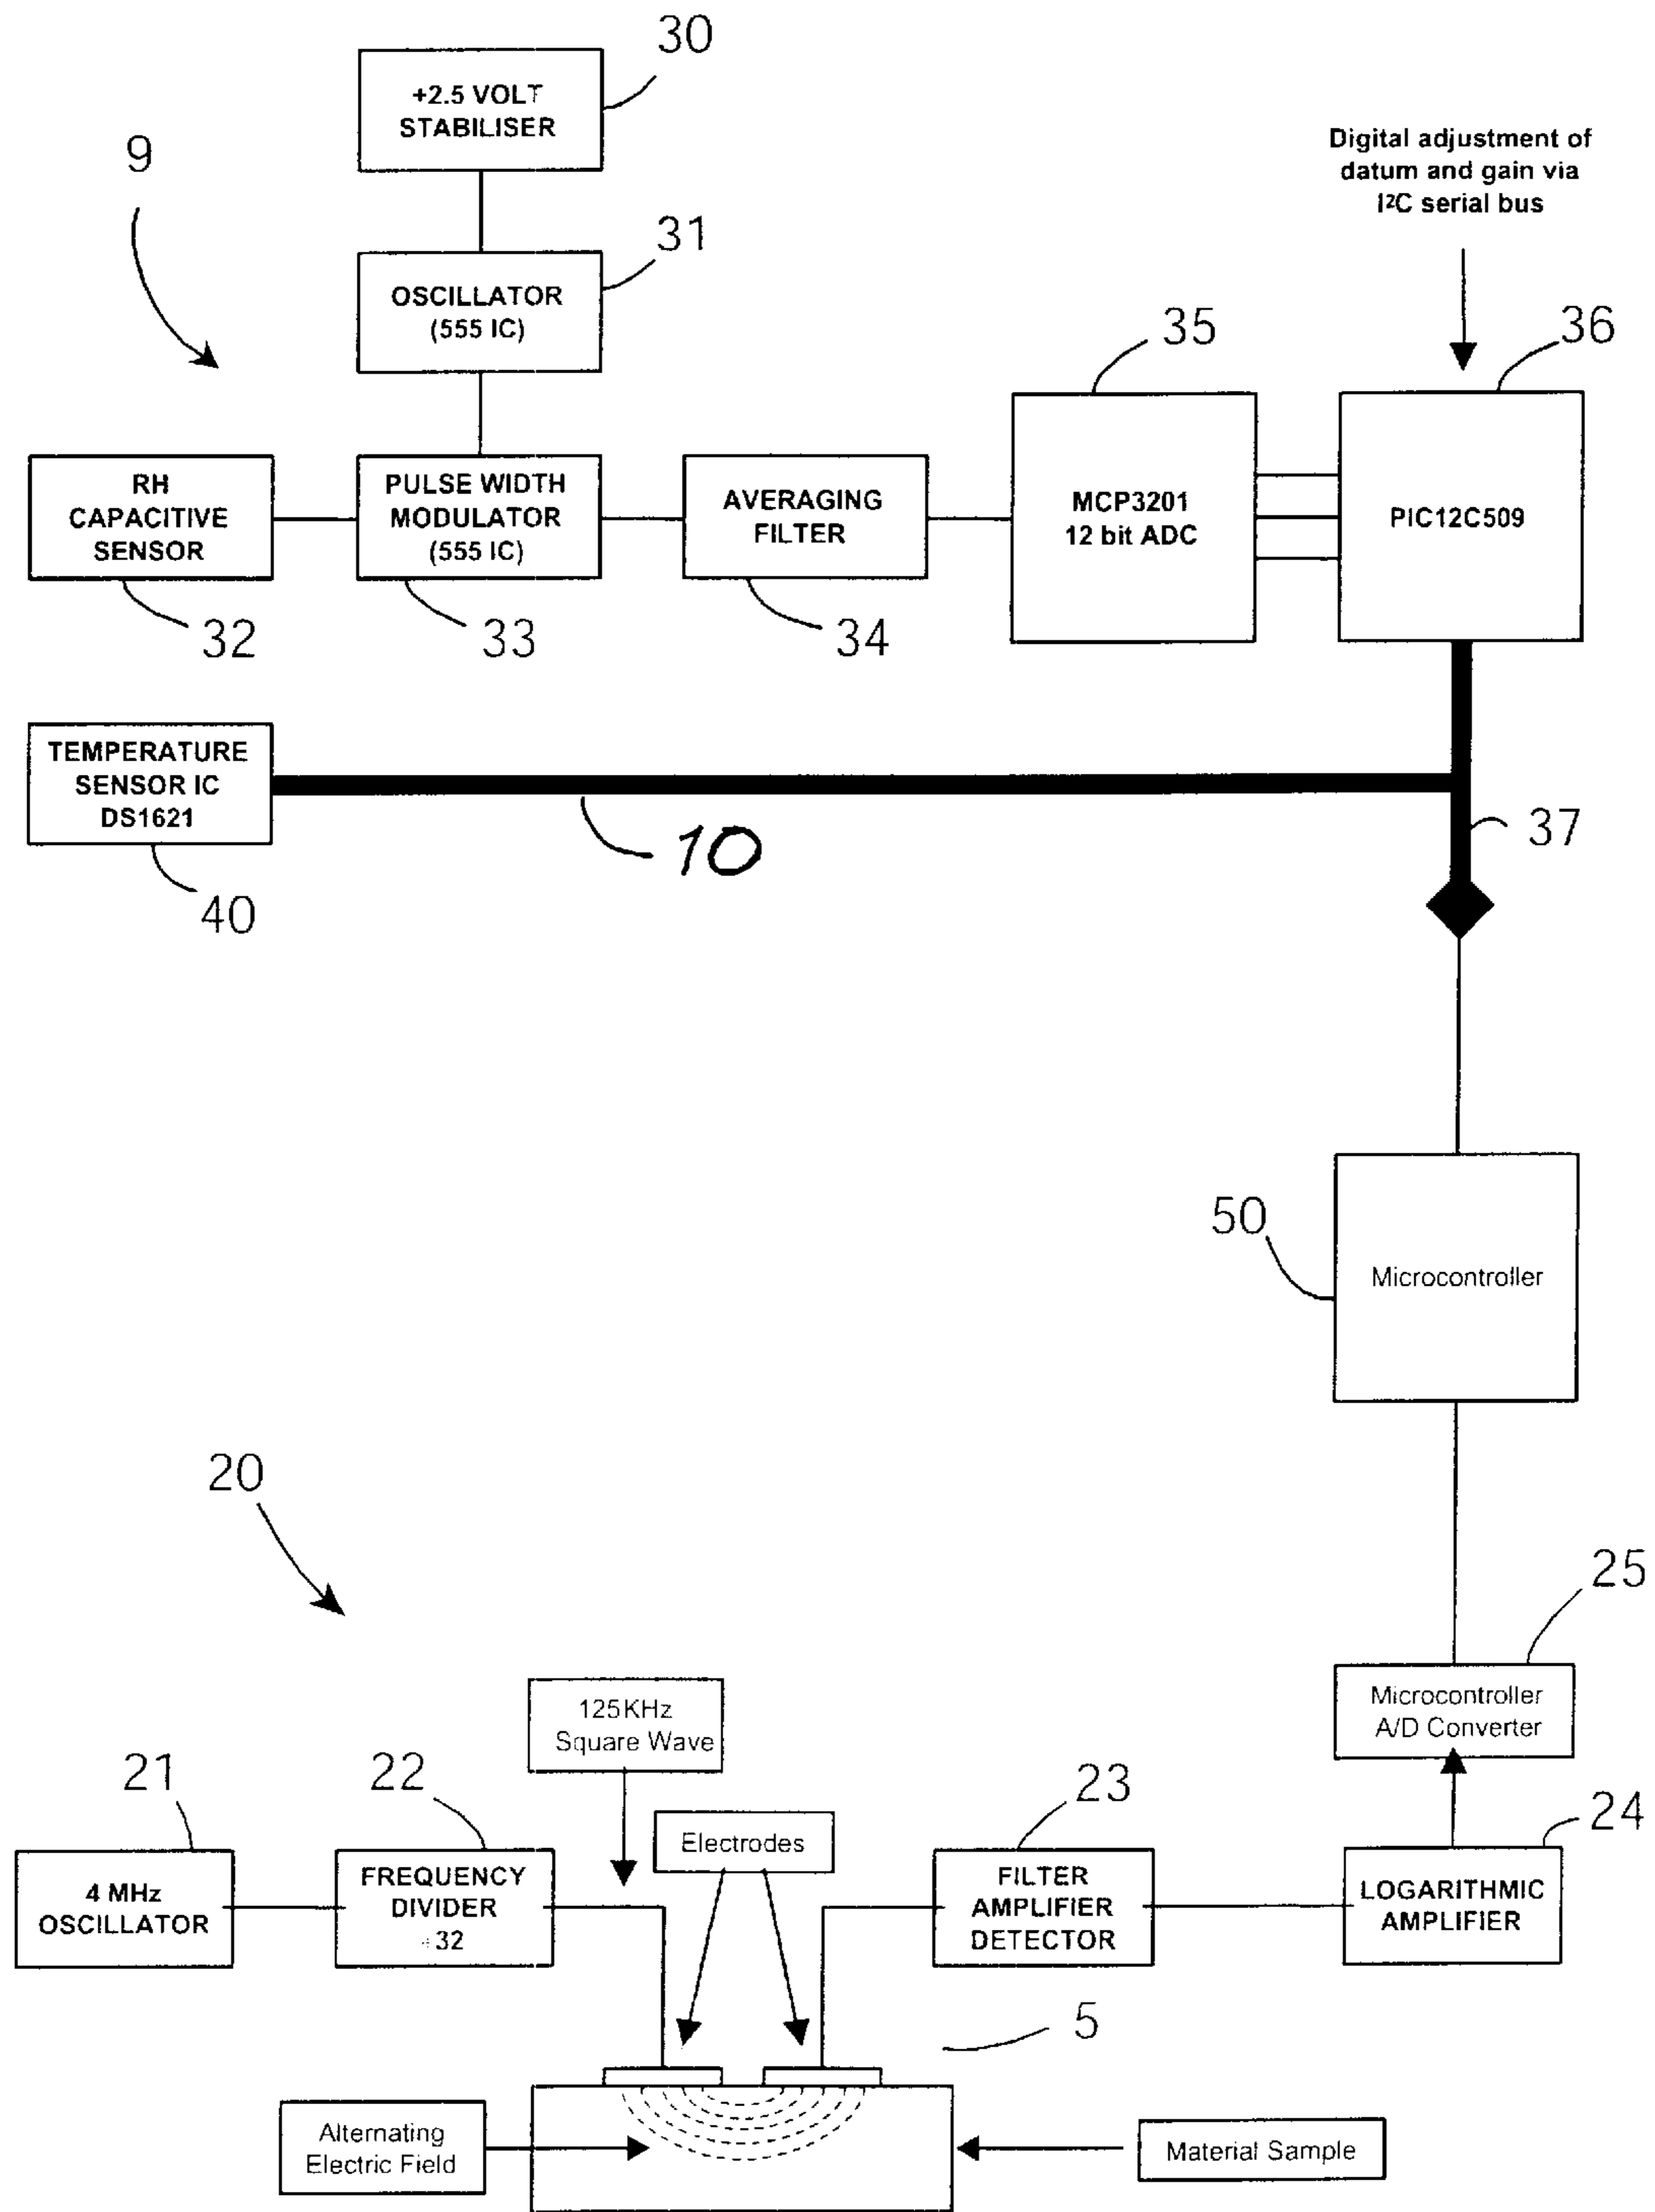 30
+2.5 VOLT
STABILISER
9
31
OSCILLATOR
(555 IC)
Digital adjustment of
datum and gain via
I²C serial bus
35
36
RH
CAPACITIVE
SENSOR
32
PULSE WIDTH
MODULATOR
(555 IC)
33
AVERAGING
FILTER
34
MCP3201
12 bit ADC
PIC12C509
TEMPERATURE
SENSOR IC
DS1621
40
10
37
50
Microcontroller
20
25
Microcontroller
A/D Converter
125KHz
Square Wave
21
4 MHz
OSCILLATOR
22
FREQUENCY
DIVIDER
÷32
Electrodes
23
FILTER
AMPLIFIER
DETECTOR
24
LOGARITHMIC
AMPLIFIER
5
Alternating
Electric Field
Material Sample